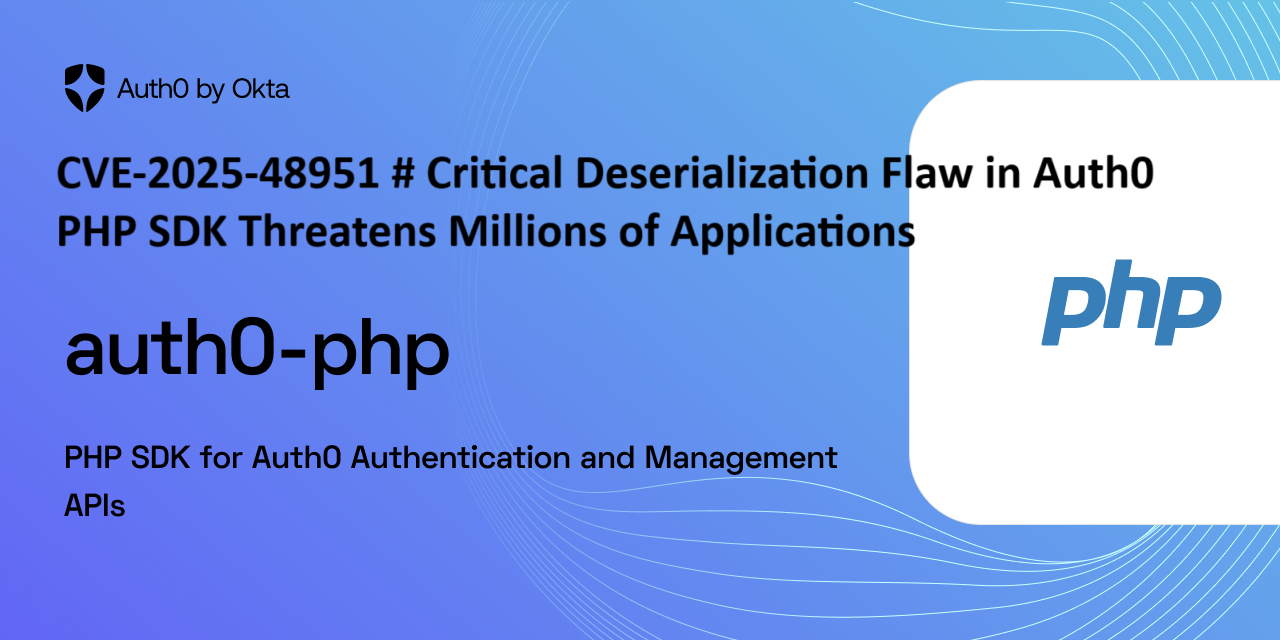 Auth0 by Okta
CVE-2025-48951 # Critical Deserialization Flaw in Auth0
PHP SDK Threatens Millions of Applications
auth0-php
php
PHP SDK for Auth0 Authentication and Management
APIs